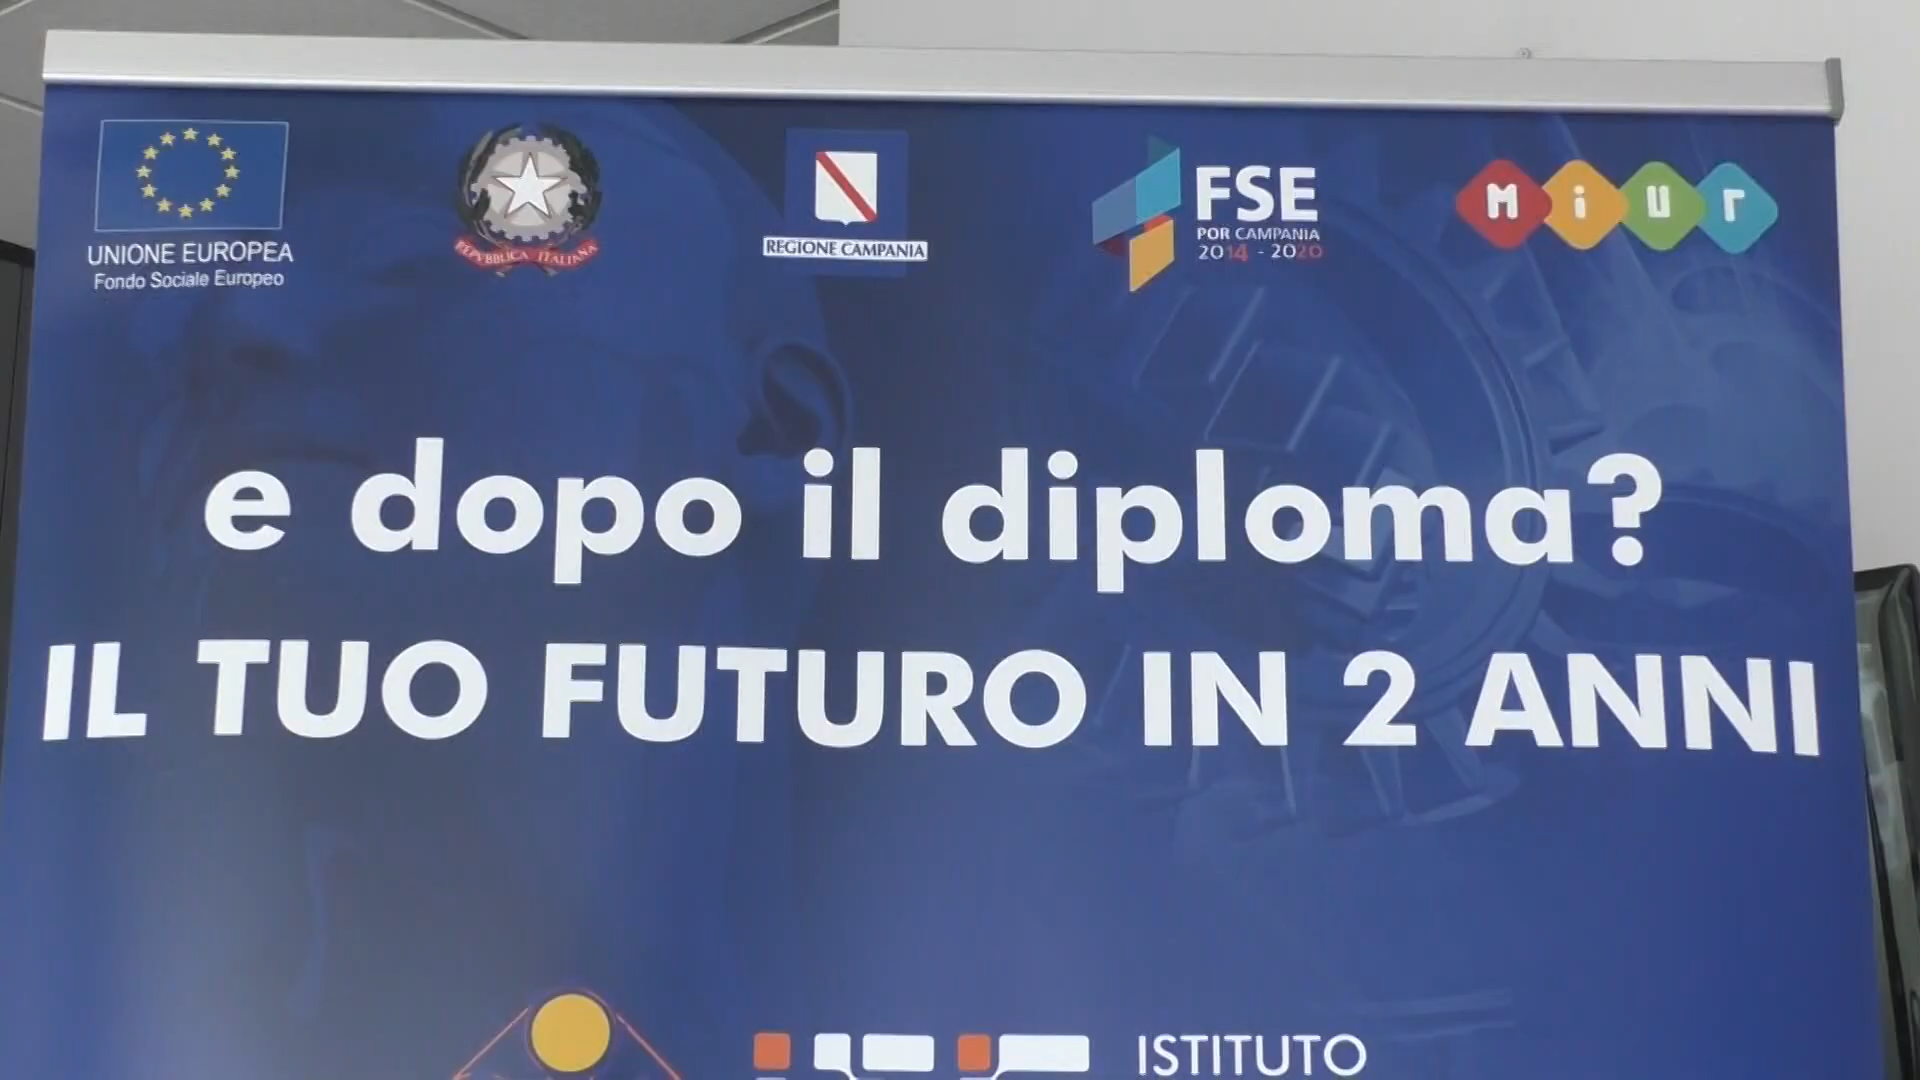 UNIONE EUROPEA
Fondo Sociale Europeo
REPVBBLICA ITALIANA
REGIONE CAMPANIA
FSE
POR CAMPANIA
2014 - 2020
Miur
e dopo il diploma?
IL TUO FUTURO IN 2 ANNI
ISTITUTO